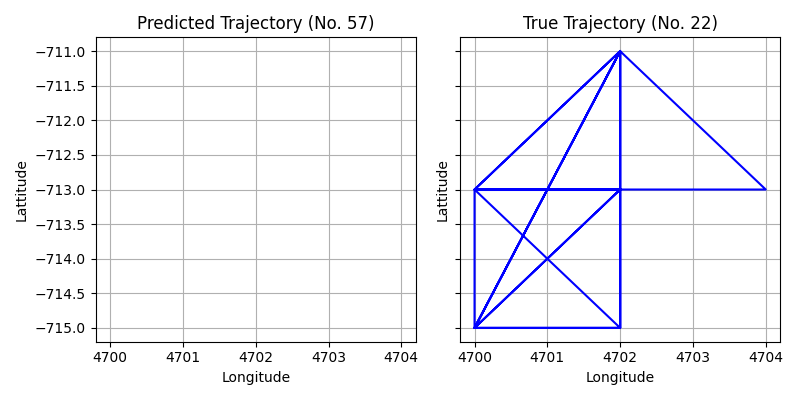 Predicted Trajectory (No. 57)
True Trajectory (No. 22)
−711.0
−711.5
−712.0
−712.5
−713.0
−713.5
−714.0
−714.5
−715.0
Lattitude
Lattitude
4700 4701 4702 4703 4704
4700 4701 4702 4703 4704
Longitude
Longitude